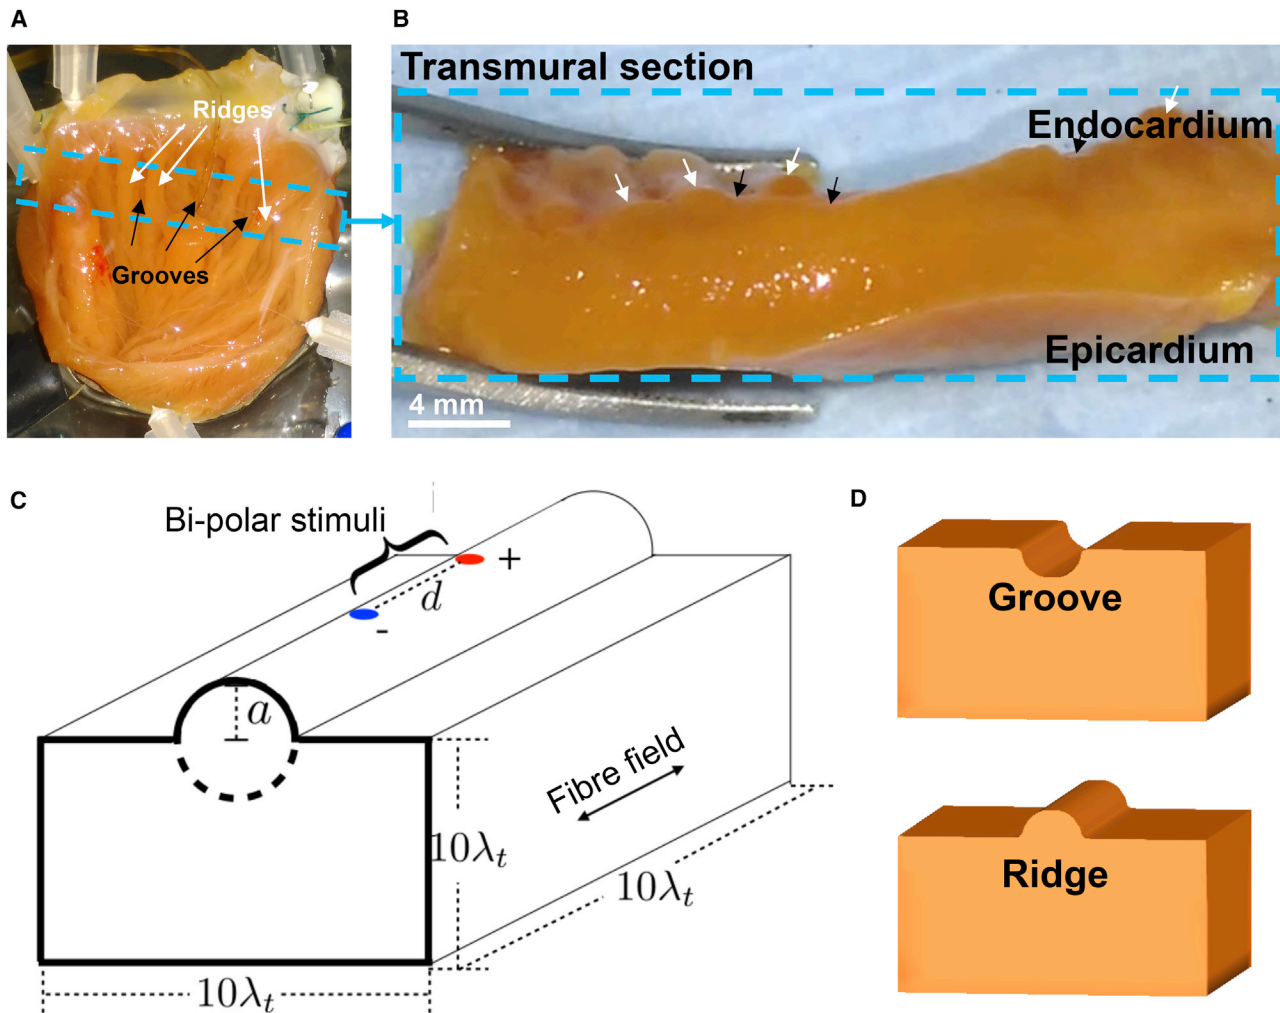 A
Ridges
Grooves
B
Transmural section
Endocardium
Epicardium
4 mm
C
Bi-polar stimuli
+
d
-
a
Fibre field
10λt
10λt
10λt
D
Groove
Ridge